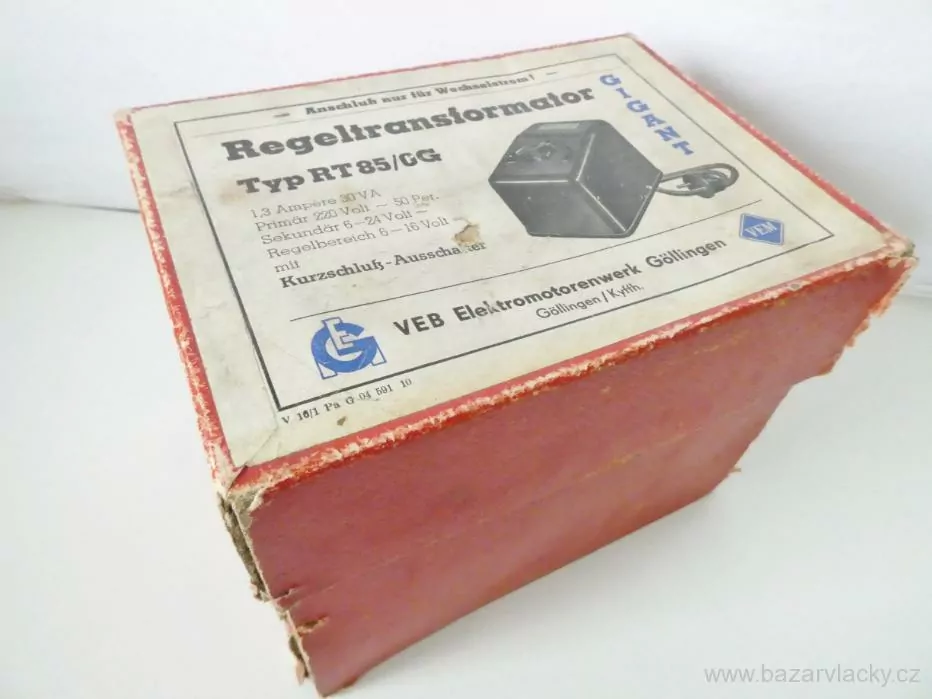 — Anschluß nur für Wechselstrom! —
Regeltransformator
Typ RT 85/GG
GIGANT
1,3 Ampere 30 VA
Primär 220 Volt ~ 50 Per.
Sekundär 6—24 Volt ~
Regelbereich 6—16 Volt
mit
Kurzschluß-Ausschalter
VEM
EGM
VEB Elektromotorenwerk Göllingen
Göllingen/Kyffh.
V 16/1 Pa G 04 591 10
www.bazarvlacky.cz